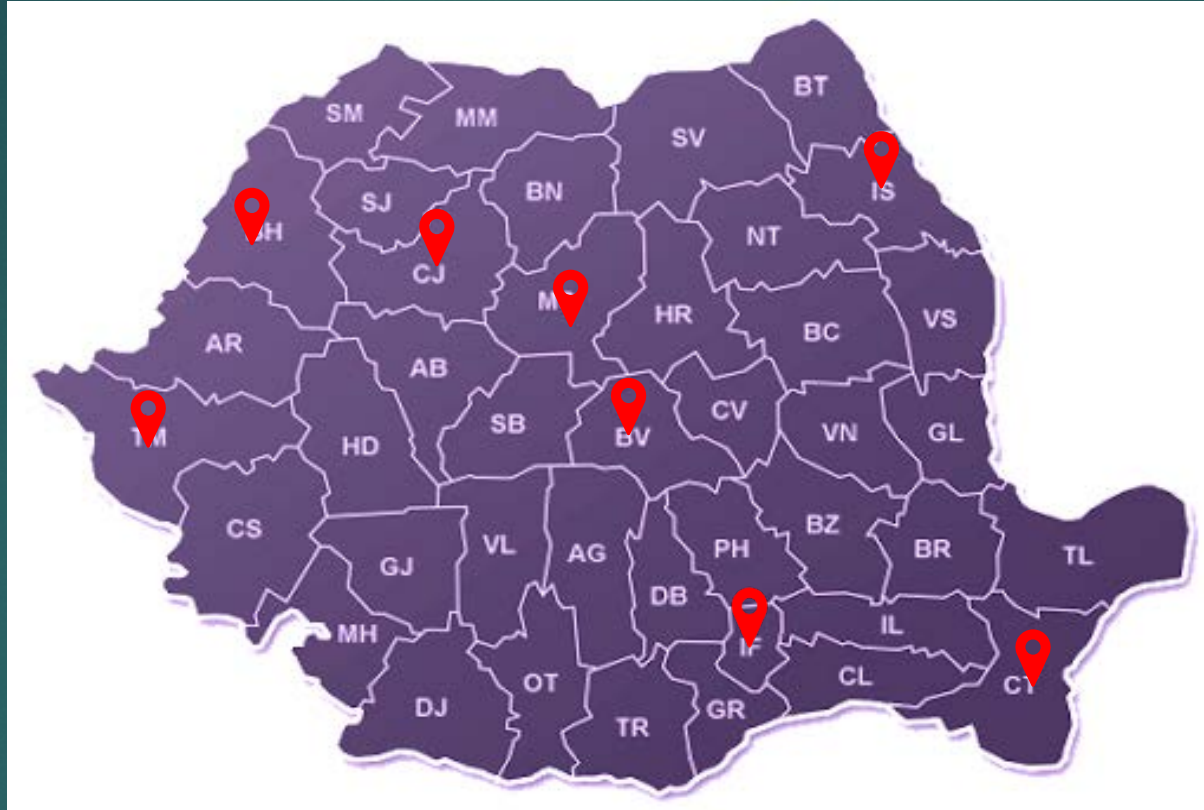 BT
SM
MM
SV
BN
IS
SJ
NT
CJ
HR
VS
BC
AR
AB
CV
SB
VN
GL
TM
BV
HD
CS
BZ
VL
PH
BR
AG
TL
GJ
DB
IL
MH
IF
CL
OT
CT
DJ
GR
TR